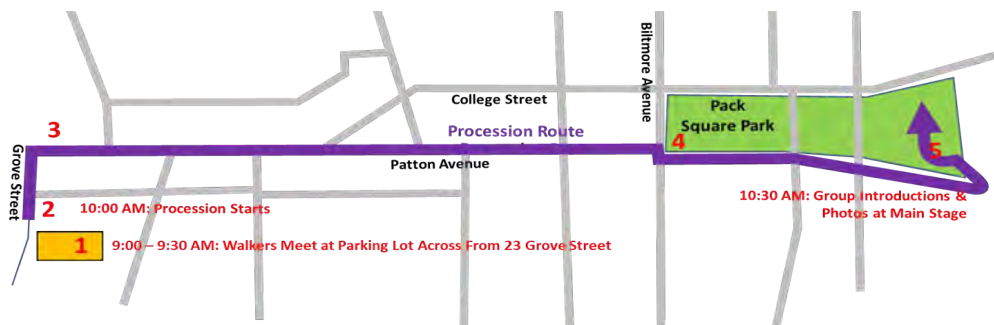 Biltmore Avenue
College Street
Pack
Square Park
3
Procession Route
4
5
Grove Street
Patton Avenue
2
10:00 AM: Procession Starts
10:30 AM: Group Introductions &
Photos at Main Stage
1
9:00 – 9:30 AM: Walkers Meet at Parking Lot Across From 23 Grove Street